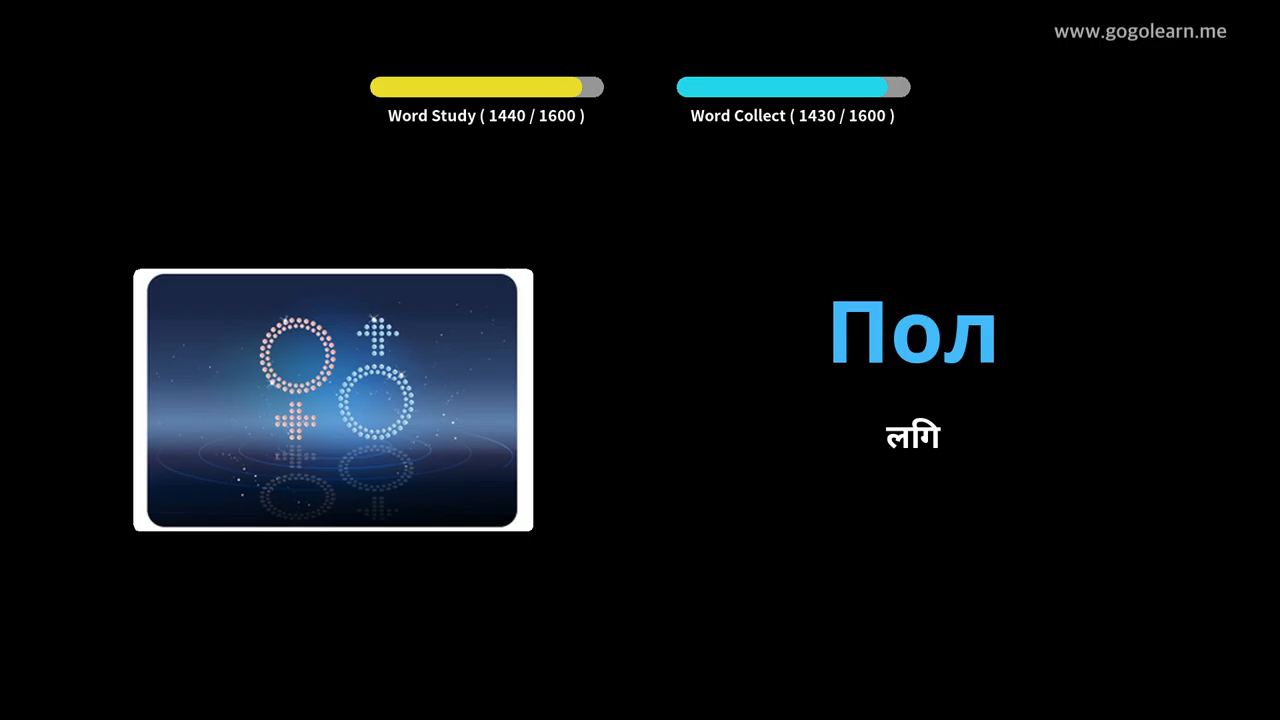 www.gogolearn.me
Word Study ( 1440 / 1600 )
Word Collect ( 1430 / 1600 )
Пол
लगि